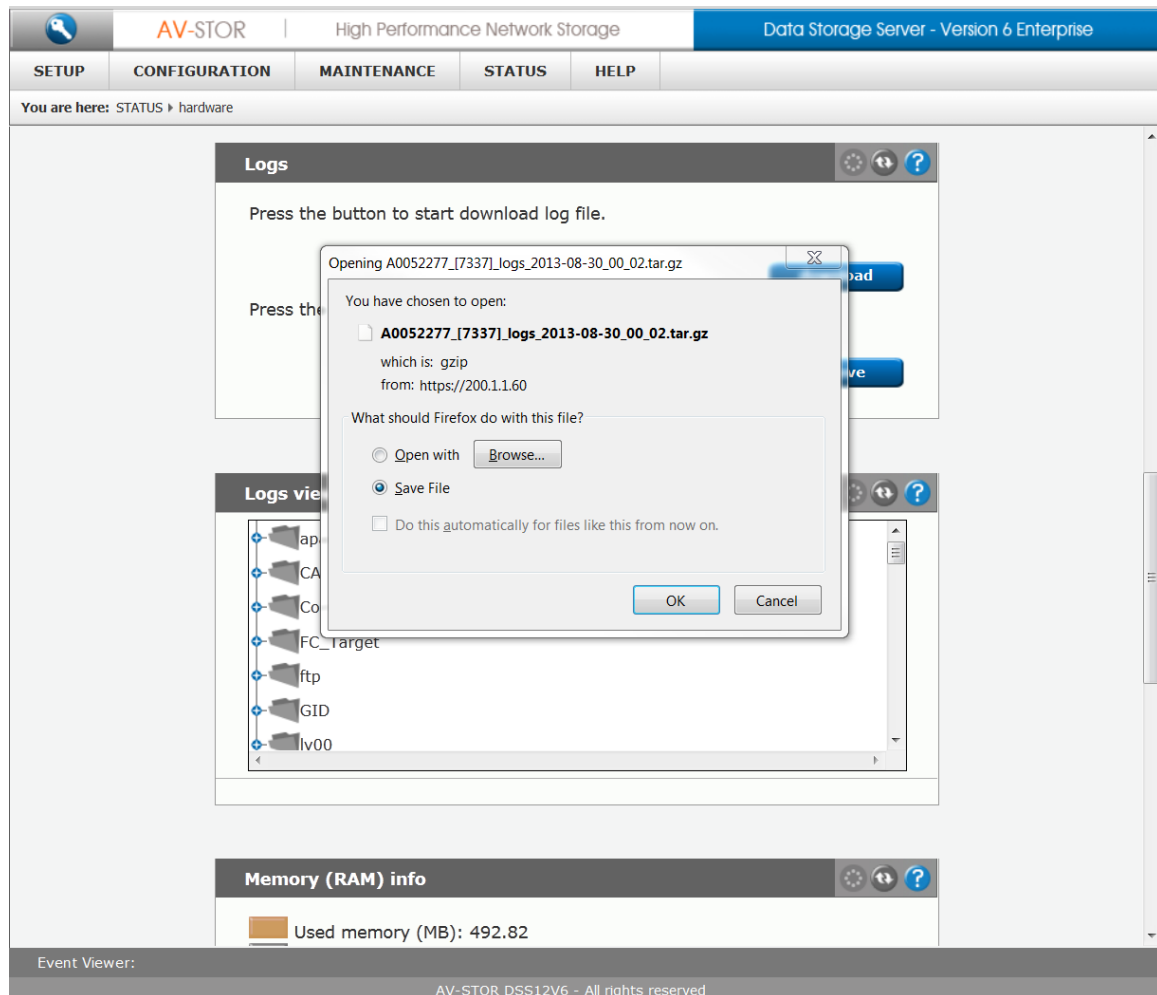 AV-STOR | High Performance Network Storage Data Storage Server - Version 6 Enterprise
SETUP CONFIGURATION MAINTENANCE STATUS HELP
You are here: STATUS hardware
Logs
Press the button to start download log file.
Opening A0052277_[7337]_logs_2013-08-30_00_02.tar.gz
Press the
You have chosen to open:
A0052277_[7337]_logs_2013-08-30_00_02.tar.gz
which is: gzip
from: https://200.1.1.60
What should Firefox do with this file?
Open with Browse...
Save File
Do this automatically for files like this from now on.
OK Cancel
Logs vie
ap
CA
Co
FC_Target
ftp
GID
lv00
Memory (RAM) info
Used memory (MB): 492.82
Event Viewer:
AV-STOR DSS12V6 - All rights reserved